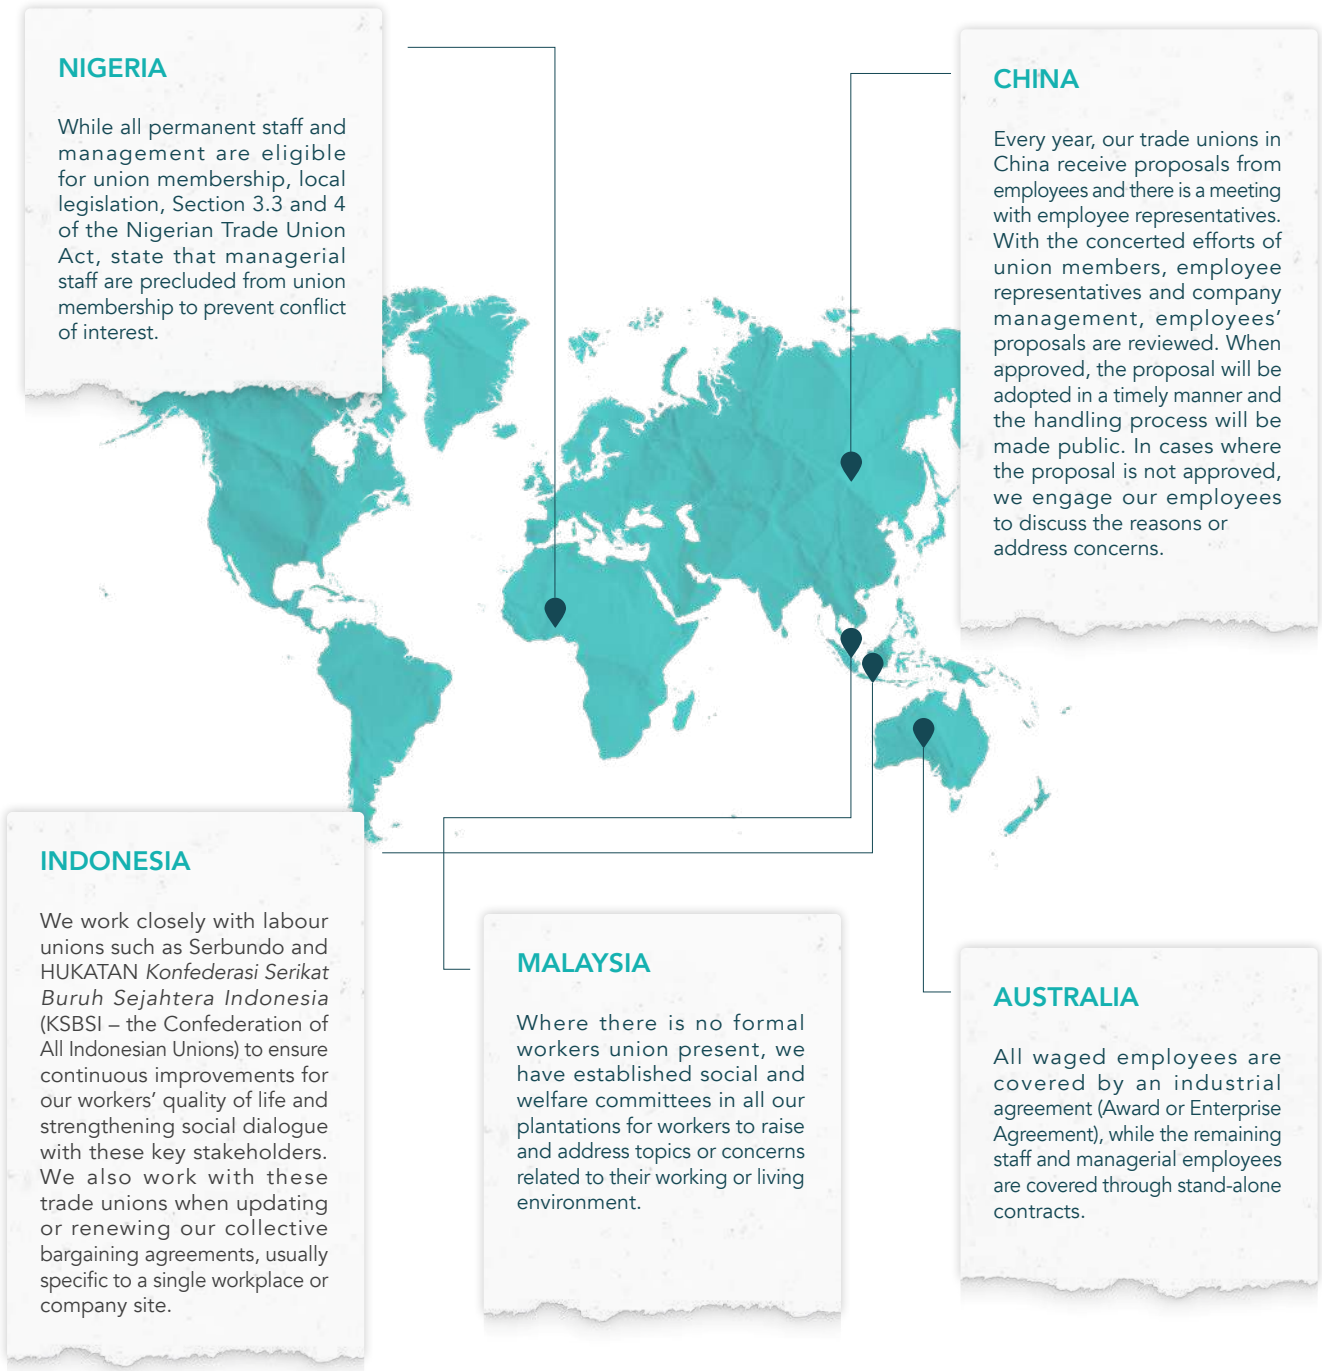 NIGERIA
While all permanent staff and
management are eligible
for union membership, local
legislation, Section 3.3 and 4
of the Nigerian Trade Union
Act, state that managerial
staff are precluded from union
membership to prevent conflict
of interest.
CHINA
Every year, our trade unions in
China receive proposals from
employees and there is a meeting
with employee representatives.
With the concerted efforts of
union members, employee
representatives and company
management, employees’
proposals are reviewed. When
approved, the proposal will be
adopted in a timely manner and
the handling process will be
made public. In cases where
the proposal is not approved,
we engage our employees
to discuss the reasons or
address concerns.
INDONESIA
We work closely with labour
unions such as Serbundo and
HUKATAN Konfederasi Serikat
Buruh Sejahtera Indonesia
(KSBSI – the Confederation of
All Indonesian Unions) to ensure
continuous improvements for
our workers’ quality of life and
strengthening social dialogue
with these key stakeholders.
We also work with these
trade unions when updating
or renewing our collective
bargaining agreements, usually
specific to a single workplace or
company site.
MALAYSIA
Where there is no formal
workers union present, we
have established social and
welfare committees in all our
plantations for workers to raise
and address topics or concerns
related to their working or living
environment.
AUSTRALIA
All waged employees are
covered by an industrial
agreement (Award or Enterprise
Agreement), while the remaining
staff and managerial employees
are covered through stand-alone
contracts.